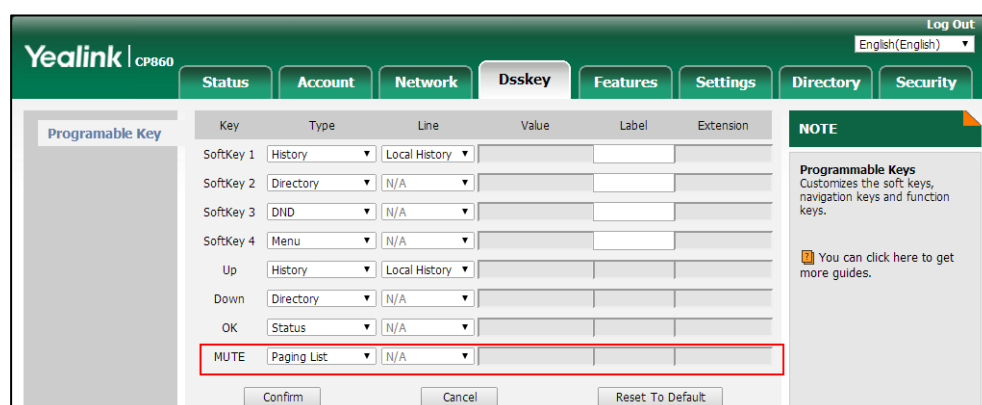 Log Out
Yealink CP860
English(English)
Status Account Network Dsskey Features Settings Directory Security
Programable Key
Key Type Line Value Label Extension
SoftKey 1 History Local History
SoftKey 2 Directory N/A
SoftKey 3 DND N/A
SoftKey 4 Menu N/A
Up History Local History
Down Directory N/A
OK Status N/A
MUTE Paging List N/A
Confirm Cancel Reset To Default
NOTE
Programmable Keys
Customizes the soft keys,
navigation keys and function
keys.
You can click here to get
more guides.